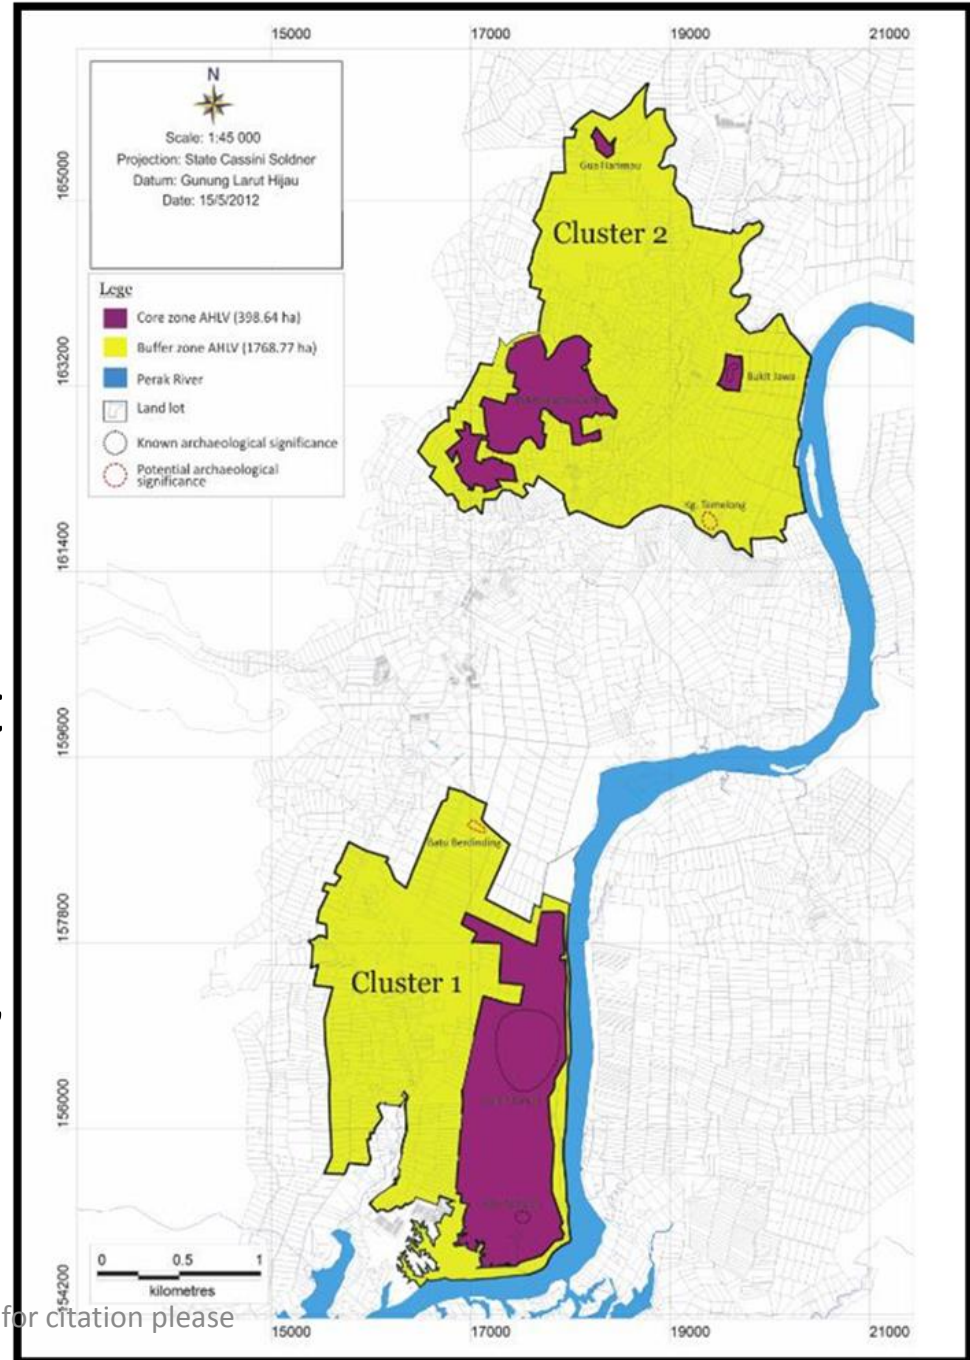 15000 17000 19000 21000
N
Scale: 1:45 000
Projection: State Cassini Soldner
Datum: Gunung Larut Hijau
Date: 15/5/2012
Lege
Core zone AHLV (398.64 ha)
Buffer zone AHLV (1768.77 ha)
Perak River
Land lot
Known archaeological significance
Potential archaeological
significance
165000
163200
161400
159600
157800
156000
154200
Gua Harimau
Cluster 2
Bukit Jawa
Kg. Temelong
Batu Berdinding
Cluster 1
0 0.5 1
kilometres
for citation please
15000 17000 19000 21000